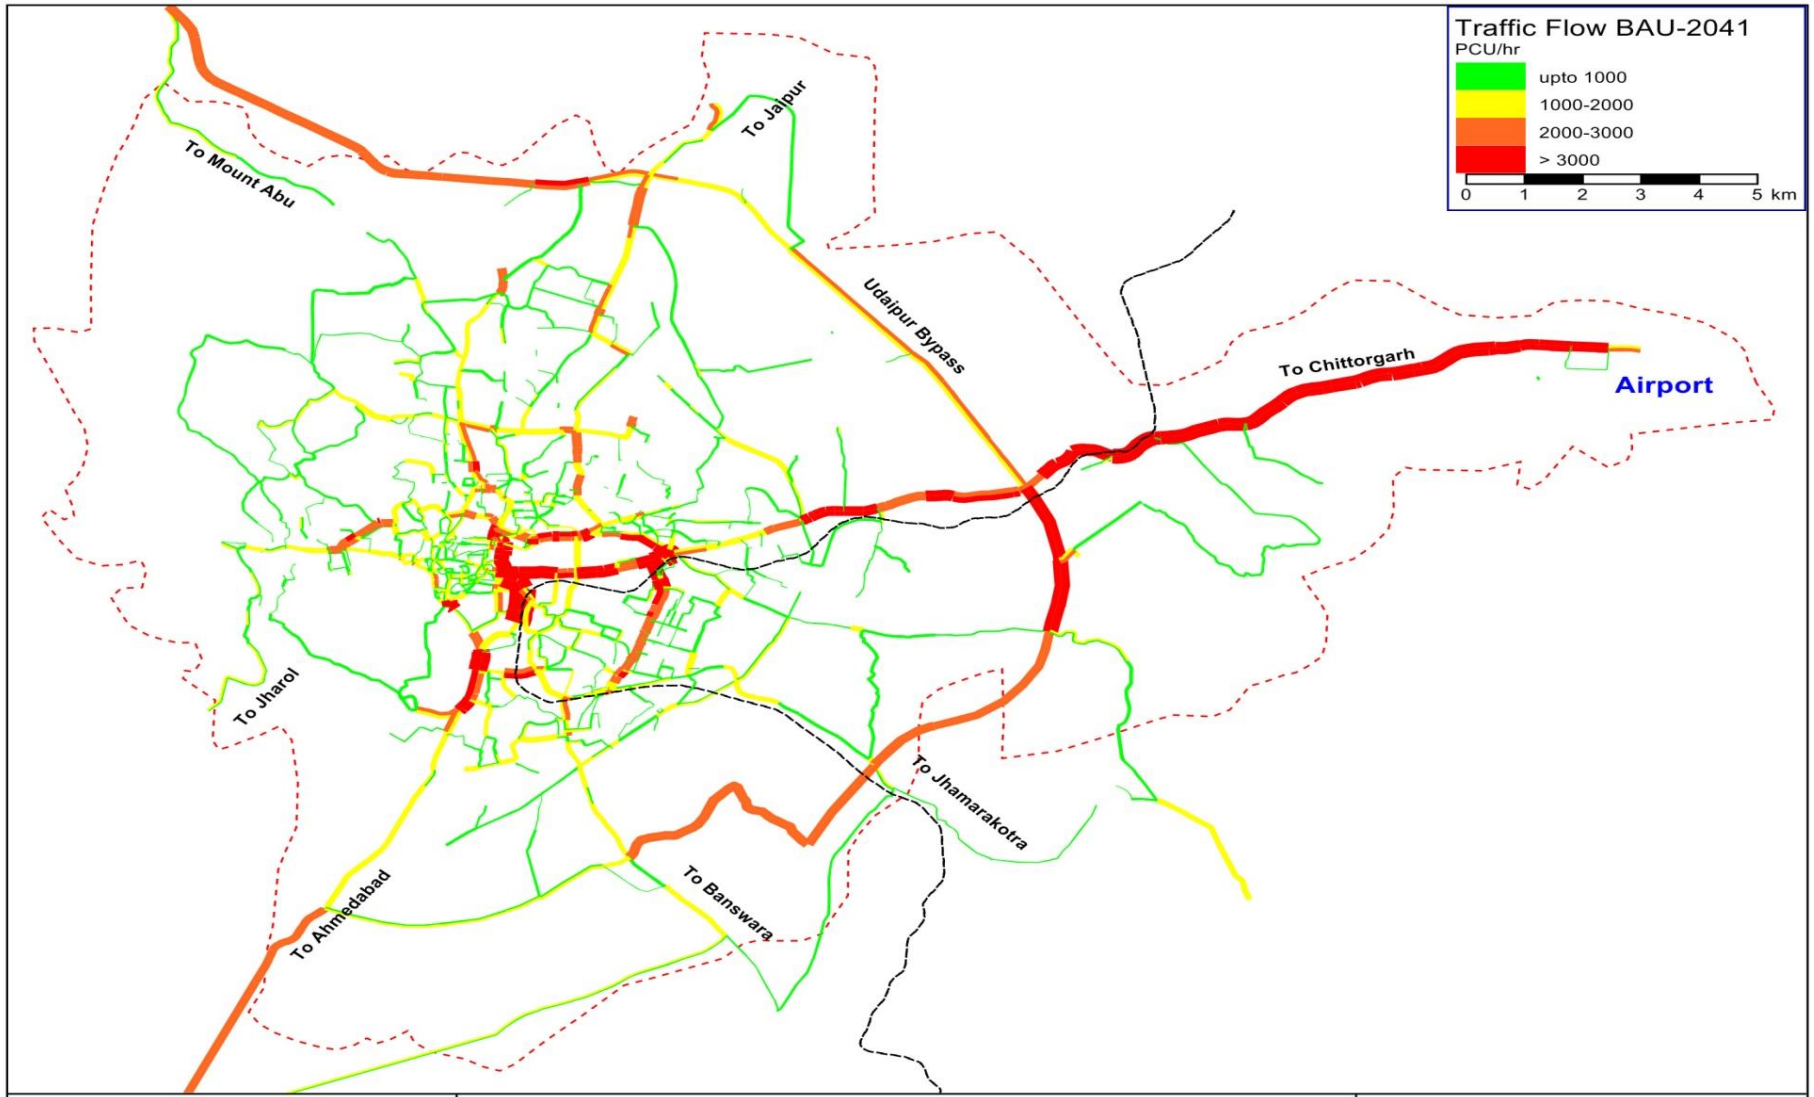 Traffic Flow BAU-2041
PCU/hr
upto 1000
1000-2000
2000-3000
> 3000
0 1 2 3 4 5 km
To Jaipur
To Mount Abu
Udaipur Bypass
To Chittorgarh
Airport
To Jharol
To Jhamarakotra
To Banswara
To Ahmedabad